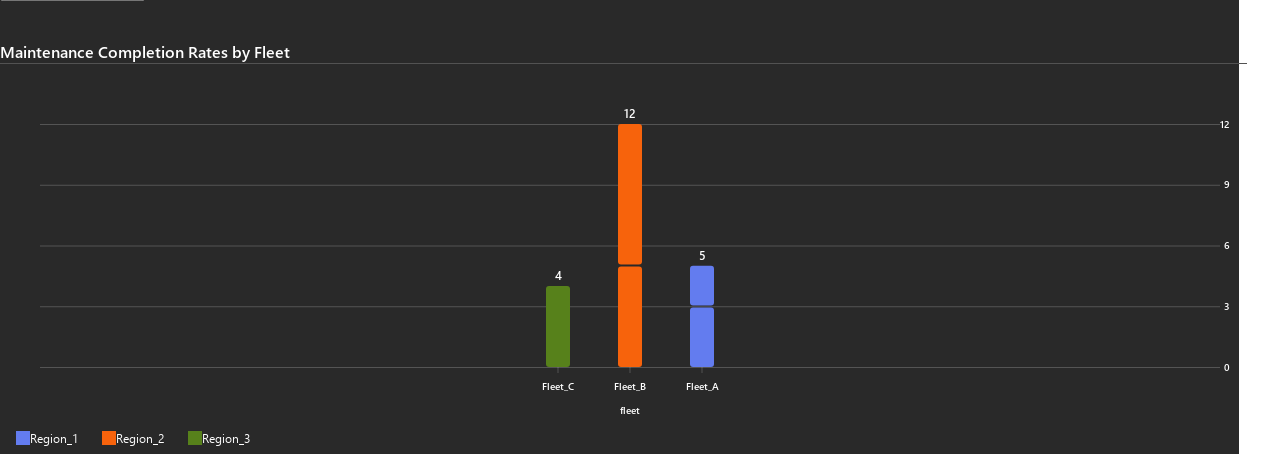 Maintenance Completion Rates by Fleet
12
5
4
12
9
6
3
0
Fleet_C
Fleet_B
Fleet_A
fleet
Region_1
Region_2
Region_3